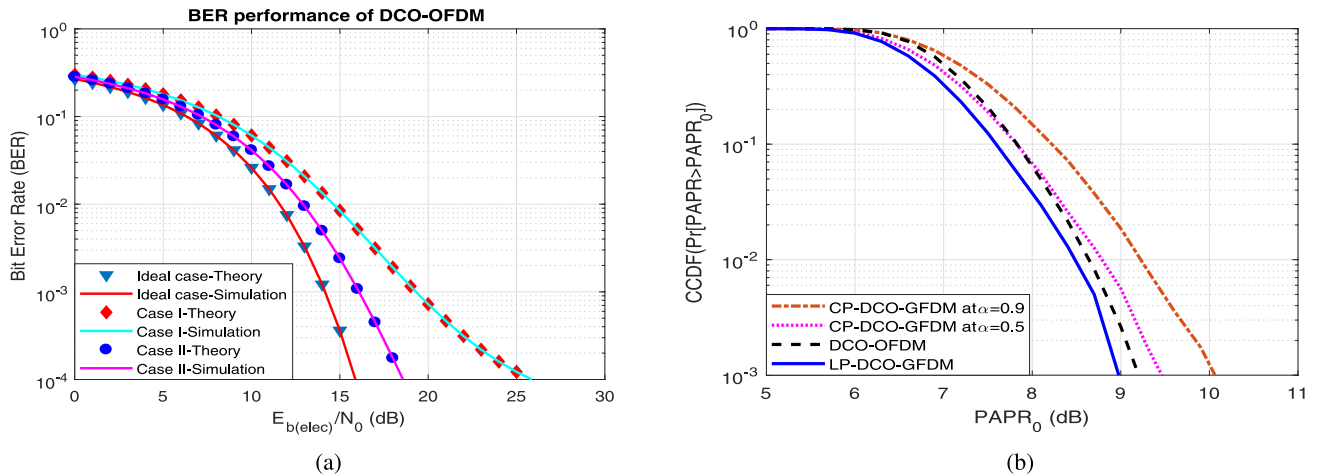 BER performance of DCO-OFDM
10^0
10^-1
10^-2
10^-3
10^-4
Bit Error Rate (BER)
Ideal case-Theory
Ideal case-Simulation
Case I-Theory
Case I-Simulation
Case II-Theory
Case II-Simulation
0 5 10 15 20 25 30
E_b(elec)/N_0 (dB)
(a)
10^0
10^-1
10^-2
10^-3
CCDF(Pr[PAPR>PAPR_0])
CP-DCO-GFDM atα=0.9
CP-DCO-GFDM atα=0.5
DCO-OFDM
LP-DCO-GFDM
5 6 7 8 9 10 11
PAPR_0 (dB)
(b)